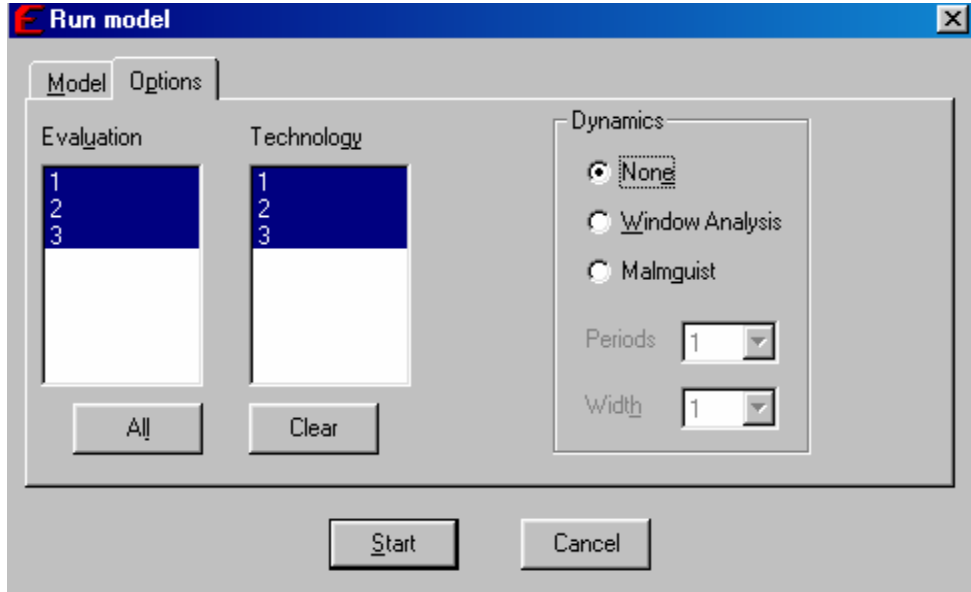 Run model
Model
Options
Evaluation
Technology
1
2
3
1
2
3
All
Clear
Dynamics
None
Window Analysis
Malmguist
Periods
1
Width
1
Start
Cancel